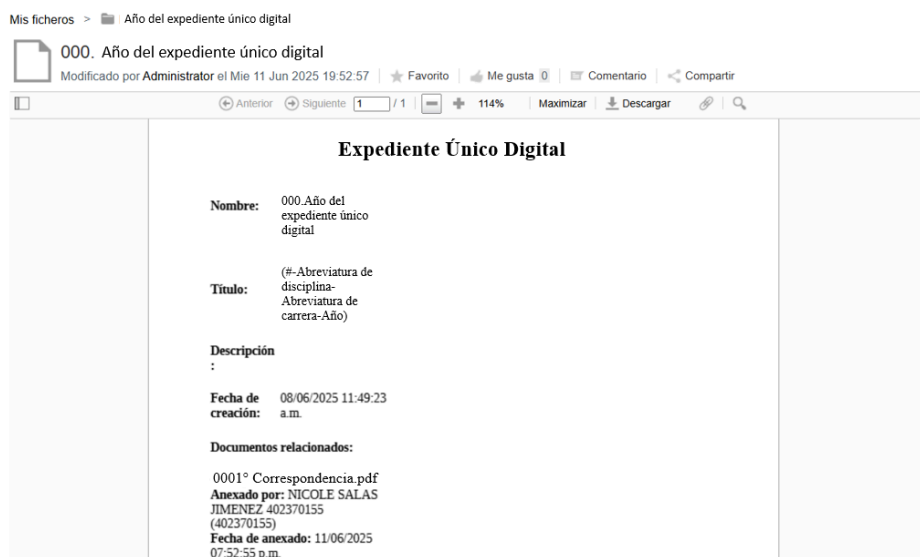 Mis ficheros > Año del expediente único digital
000. Año del expediente único digital
Modificado por Administrator el Mie 11 Jun 2025 19:52:57 Favorito Me gusta 0 Comentario Compartir
Anterior Siguiente 1 / 1 114% Maximizar Descargar
Expediente Único Digital
Nombre: 000.Año del
expediente único
digital
Título: (#-Abreviatura de
disciplina-
Abreviatura de
carrera-Año)
Descripción
:
Fecha de 08/06/2025 11:49:23
creación: a.m.
Documentos relacionados:
0001° Correspondencia.pdf
Anexado por: NICOLE SALAS
JIMENEZ 402370155
(402370155)
Fecha de anexado: 11/06/2025
07:52:55 p.m.